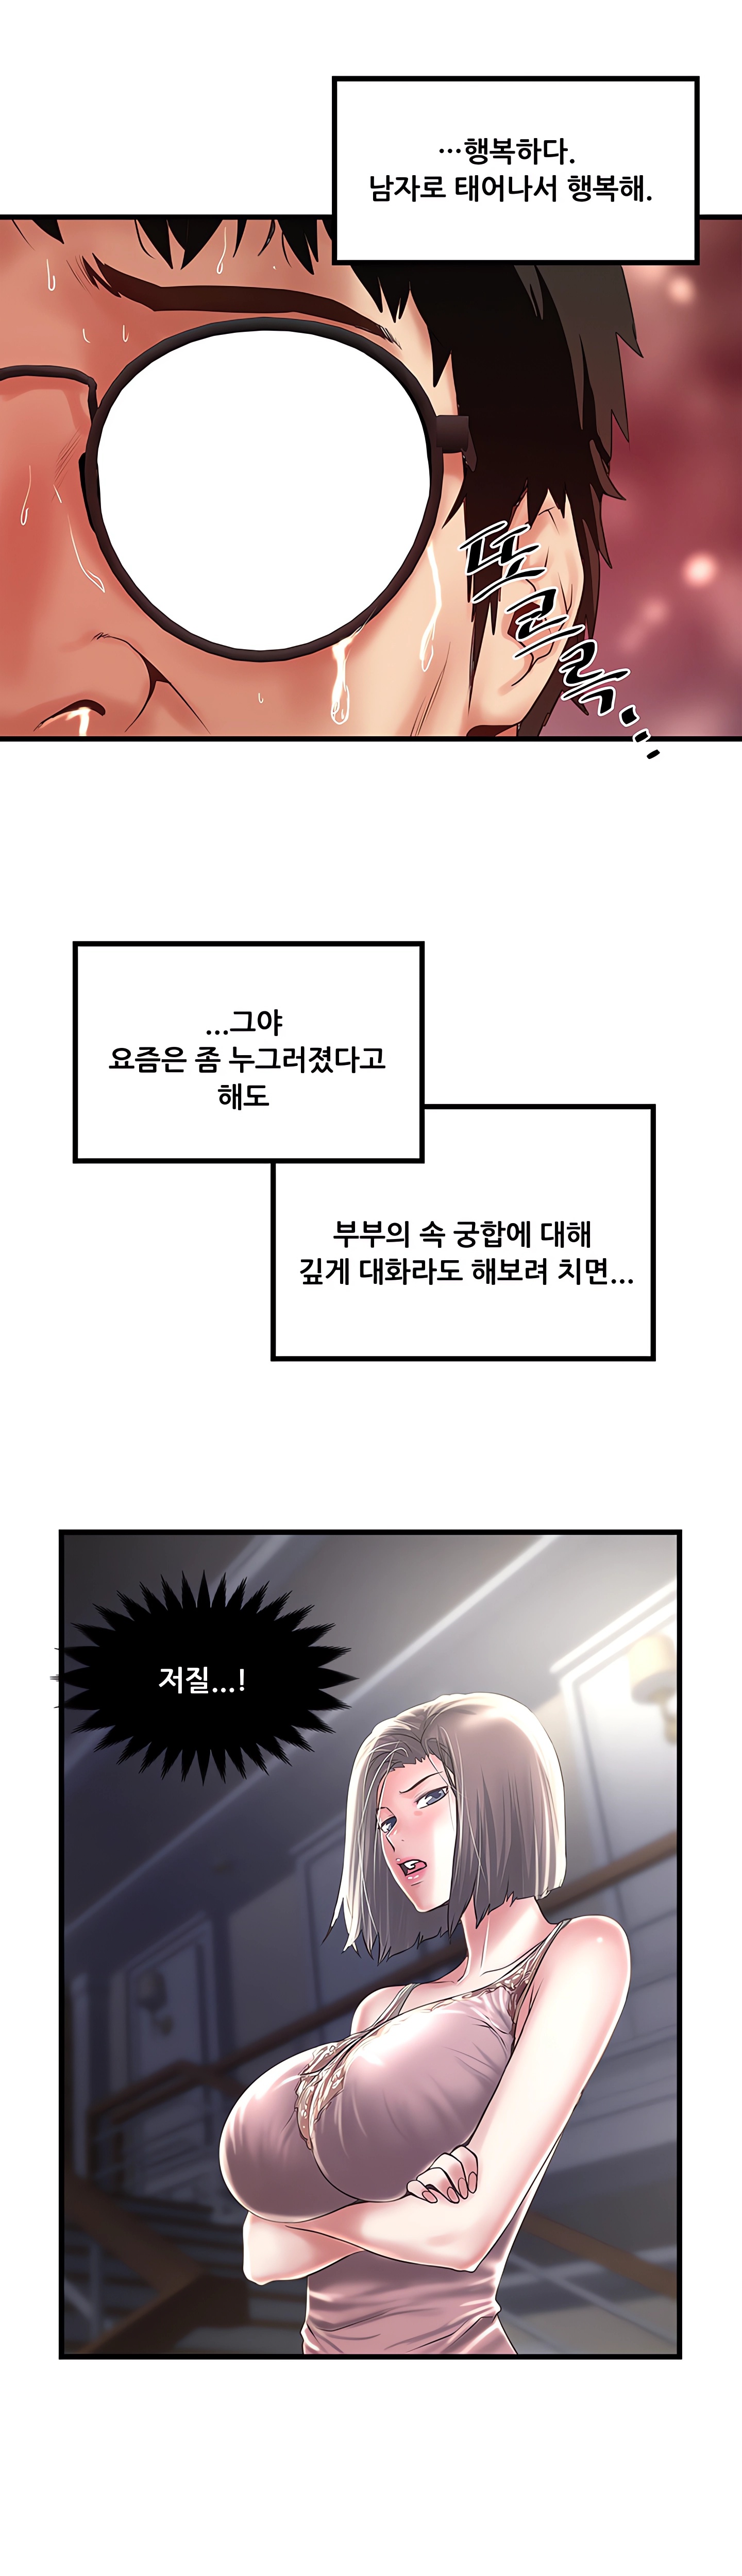 …행복하다.
남자로 태어나서 행복해.
또르륵...
...그야
요즘은 좀 누그러졌다고
해도
부부의 속 궁합에 대해
깊게 대화라도 해보려 치면...
저질...!